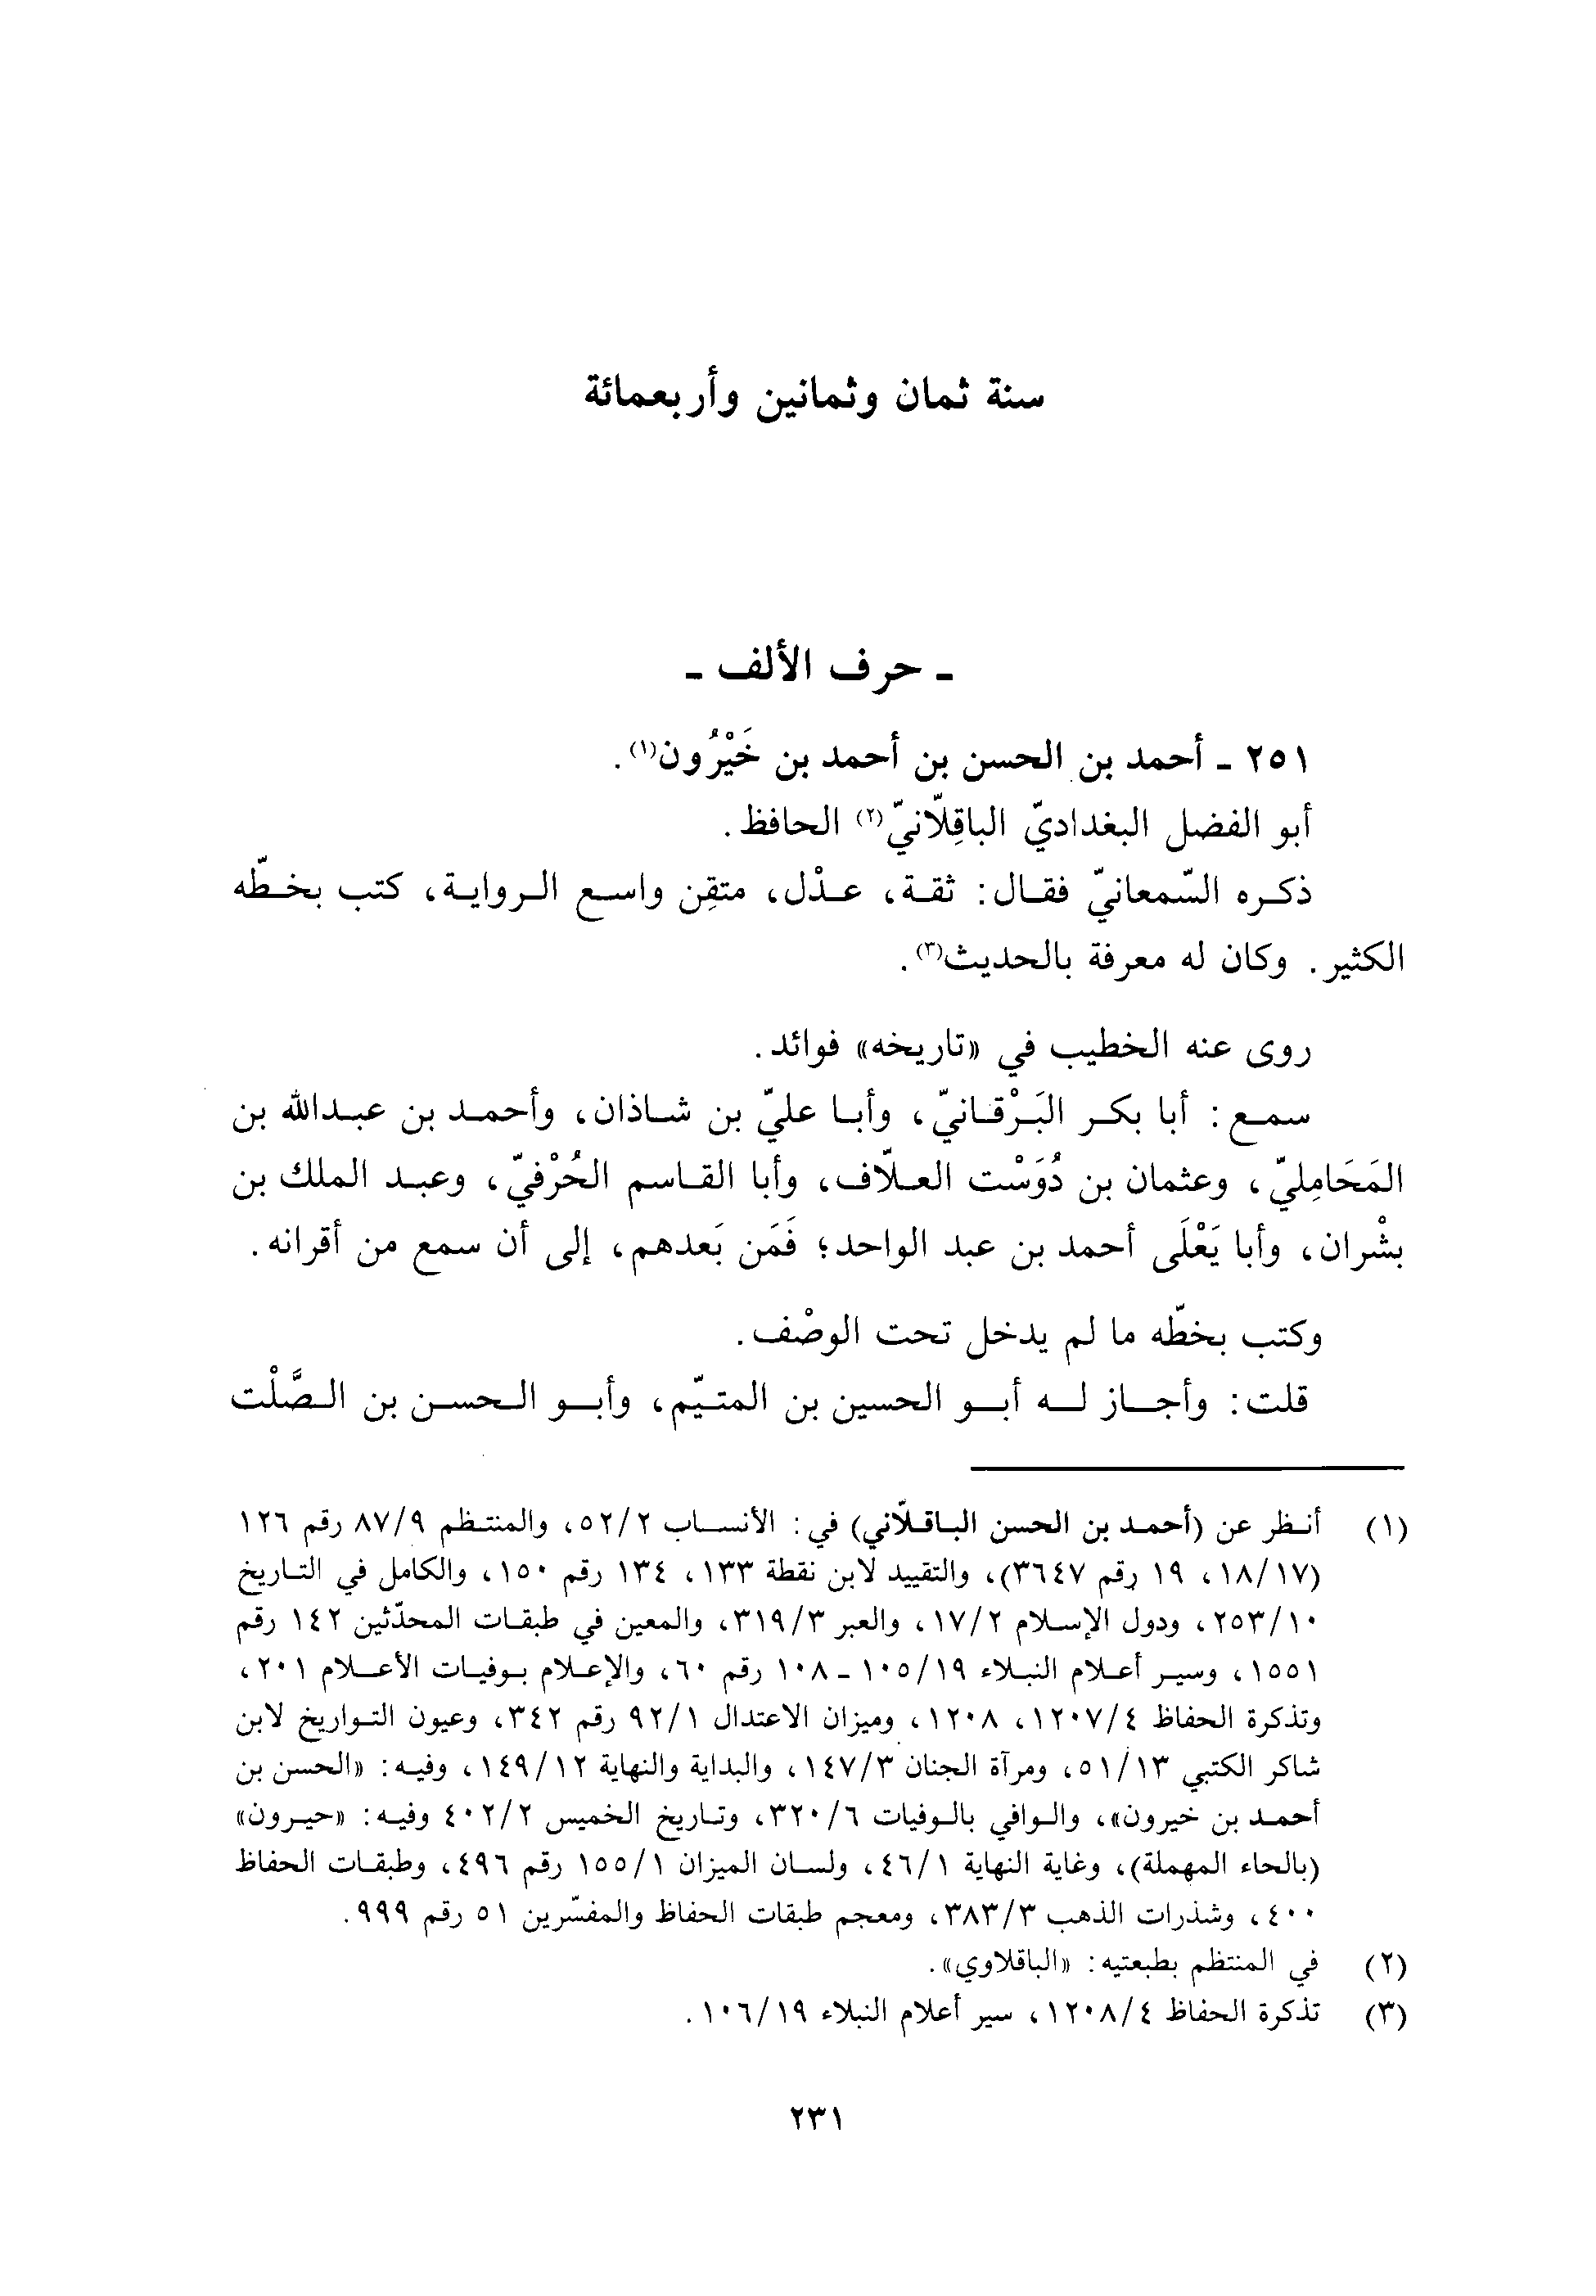 سنة ثمان وثمانين وأربعمائة
ـ حرف الألف ـ
٢٥١ ـ أحمد بن الحسن بن أحمد بن خَيْرُون(١).
أبو الفضل البغداديّ الباقِلّانيّ(٢) الحافظ.
ذكره السّمعانيّ فقال: ثقة، عدْل، متقِن واسع الرواية، كتب بخطّه
الكثير. وكان له معرفة بالحديث(٣).
روى عنه الخطيب في «تاريخه» فوائد.
سمع: أبا بكر البَرْقانيّ، وأبا عليّ بن شاذان، وأحمد بن عبدالله بن
المَحَامِليّ، وعثمان بن دُوَسْت العلّاف، وأبا القاسم الحُرْفيّ، وعبد الملك بن
بشْران، وأبا يَعْلَى أحمد بن عبد الواحد؛ فَمَن بَعدهم، إلى أن سمع من أقرانه.
وكتب بخطّه ما لم يدخل تحت الوصْف.
قلت: وأجاز له أبو الحسين بن المتيّم، وأبو الحسن بن الصَّلْت
(١) أنظر عن (أحمد بن الحسن الباقلّاني) في: الأنساب ٥٢/٢، والمنتظم ٨٧/٩ رقم ١٢٦
(١٨/١٧، ١٩ رقم ٣٦٤٧)، والتقييد لابن نقطة ١٣٣، ١٣٤ رقم ١٥٠، والكامل في التاريخ
٢٥٣/١٠، ودول الإسلام ١٧/٢، والعبر ٣١٩/٣، والمعين في طبقات المحدّثين ١٤٢ رقم
١٥٥١، وسير أعلام النبلاء ١٠٥/١٩ ـ ١٠٨ رقم ٦٠، والإعلام بوفيات الأعلام ٢٠١،
وتذكرة الحفاظ ١٢٠٧/٤، ١٢٠٨، وميزان الاعتدال ٩٢/١ رقم ٣٤٢، وعيون التواريخ لابن
شاكر الكتبي ٥١/١٣، ومرآة الجنان ١٤٧/٣، والبداية والنهاية ١٤٩/١٢، وفيه: «الحسن بن
أحمد بن خيرون»، والوافي بالوفيات ٣٢٠/٦، وتاريخ الخميس ٤٠٢/٢ وفيه: «حيرون»
(بالحاء المهملة)، وغاية النهاية ٤٦/١، ولسان الميزان ١٥٥/١ رقم ٤٩٦، وطبقات الحفاظ
٤٠٠، وشذرات الذهب ٣٨٣/٣، ومعجم طبقات الحفاظ والمفسّرين ٥١ رقم ٩٩٩.
(٢) في المنتظم بطبعتيه: «الباقلاوي».
(٣) تذكرة الحفاظ ١٢٠٨/٤، سير أعلام النبلاء ١٠٦/١٩.
٢٣١